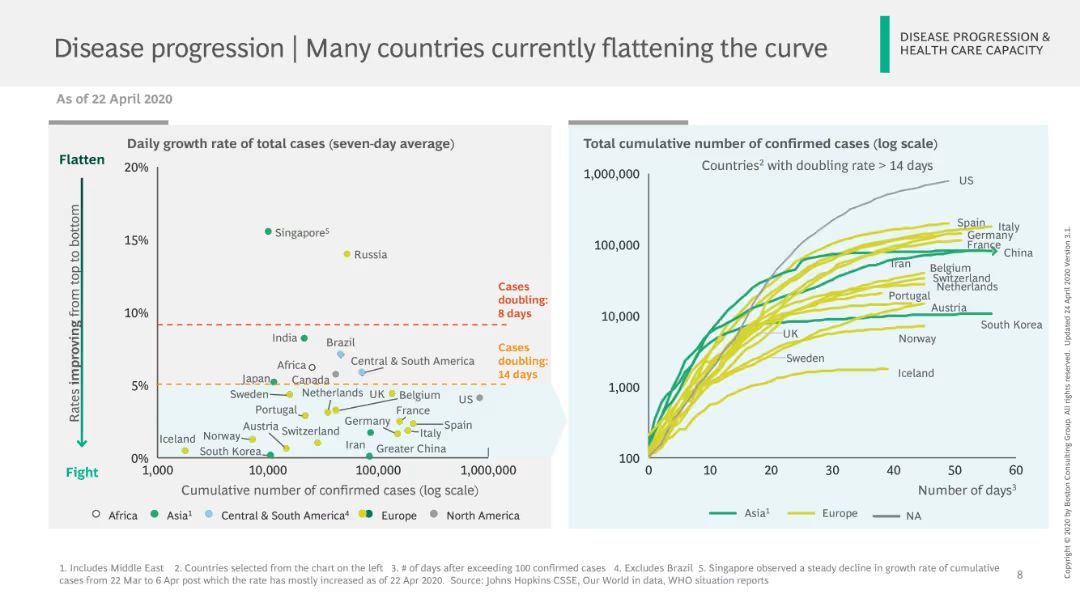 Disease progression | Many countries currently flattening the curve
DISEASE PROGRESSION &
HEALTH CARE CAPACITY
As of 22 April 2020
Daily growth rate of total cases (seven-day average)
Flatten
Rates improving from top to bottom
Fight
20%
15%
10%
5%
0%
Singapore5
Russia
Cases
doubling:
8 days
India
Brazil
Cases
doubling:
14 days
Africa
Central & South America
Japan
Canada
Sweden
Netherlands
UK
Belgium
US
Portugal
France
Austria
Switzerland
Germany
Spain
Iceland
Norway
Italy
South Korea
Iran
Greater China
1,000
10,000
100,000
1,000,000
Cumulative number of confirmed cases (log scale)
Africa
Asia1
Central & South America4
Europe
North America
Total cumulative number of confirmed cases (log scale)
Countries2 with doubling rate > 14 days
1,000,000
100,000
10,000
1,000
100
US
Spain
Italy
Germany
France
China
Iran
Belgium
Switzerland
Netherlands
Portugal
Austria
South Korea
UK
Norway
Sweden
Iceland
0
10
20
30
40
50
60
Number of days3
Asia1
Europe
NA
1. Includes Middle East 2. Countries selected from the chart on the left 3. # of days after exceeding 100 confirmed cases 4. Excludes Brazil 5. Singapore observed a steady decline in growth rate of cumulative
cases from 22 Mar to 6 Apr post which the rate has mostly increased as of 22 Apr 2020. Source: Johns Hopkins CSSE, Our World in data, WHO situation reports
8
Copyright © 2020 by Boston Consulting Group. All rights reserved. Updated 24 April 2020 Version 3.1.